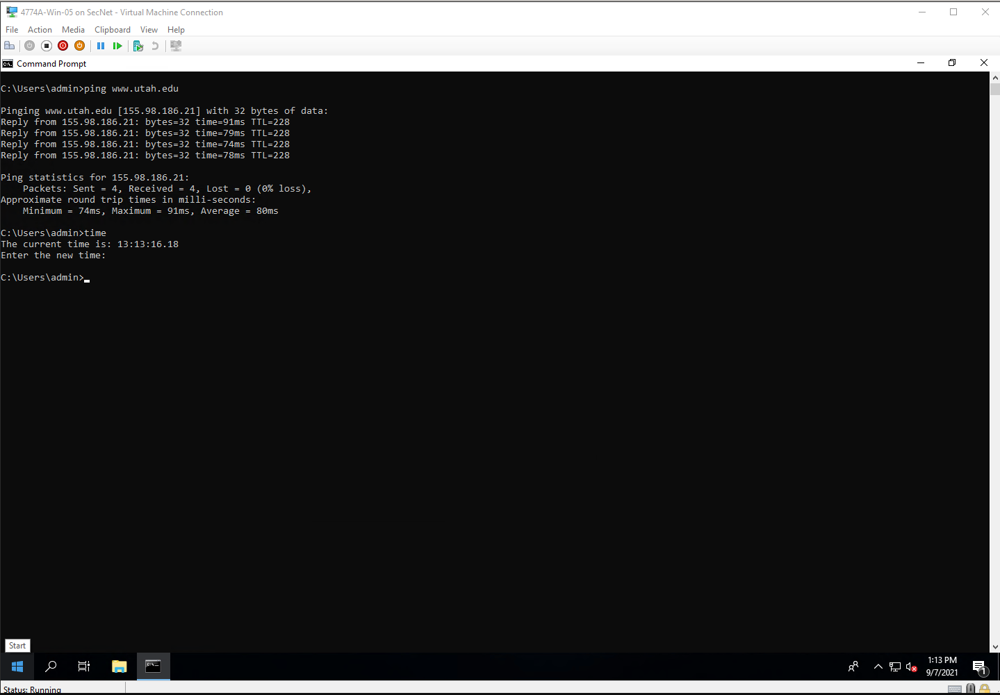 4774A-Win-05 on SecNet - Virtual Machine Connection
File Action Media Clipboard View Help
Command Prompt
C:\Users\admin>ping www.utah.edu
Pinging www.utah.edu [155.98.186.21] with 32 bytes of data:
Reply from 155.98.186.21: bytes=32 time=91ms TTL=228
Reply from 155.98.186.21: bytes=32 time=79ms TTL=228
Reply from 155.98.186.21: bytes=32 time=74ms TTL=228
Reply from 155.98.186.21: bytes=32 time=78ms TTL=228
Ping statistics for 155.98.186.21:
    Packets: Sent = 4, Received = 4, Lost = 0 (0% loss),
Approximate round trip times in milli-seconds:
    Minimum = 74ms, Maximum = 91ms, Average = 80ms
C:\Users\admin>time
The current time is: 13:13:16.18
Enter the new time:
C:\Users\admin>
Start
1:13 PM
9/7/2021
1
Status: Running